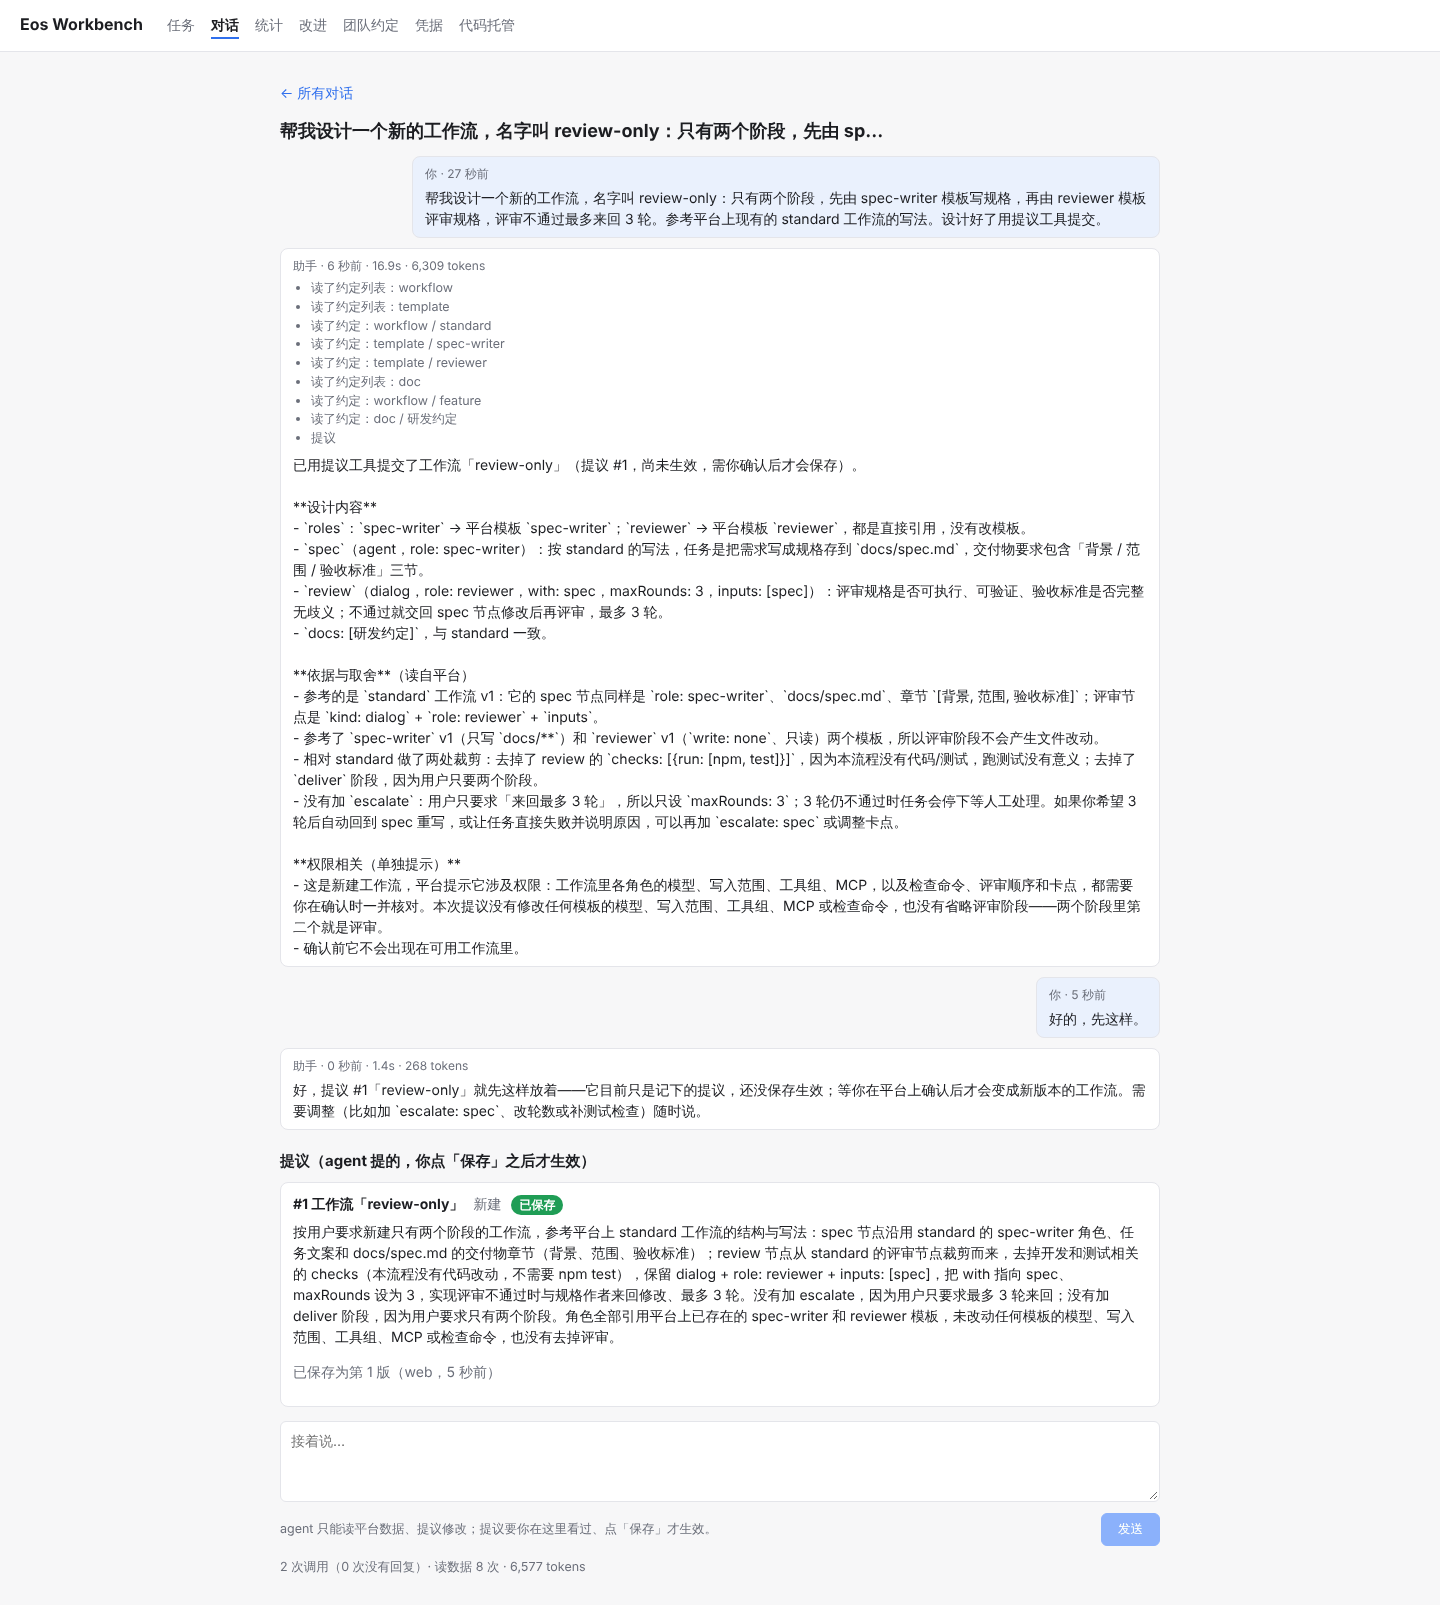 Eos Workbench 任务 对话 统计 改进 团队约定 凭据 代码托管
← 所有对话
帮我设计一个新的工作流，名字叫 review-only：只有两个阶段，先由 sp…
你 · 27 秒前
帮我设计一个新的工作流，名字叫 review-only：只有两个阶段，先由 spec-writer 模板写规格，再由 reviewer 模板
评审规格，评审不通过最多来回 3 轮。参考平台上现有的 standard 工作流的写法。设计好了用提议工具提交。
助手 · 6 秒前 · 16.9s · 6,309 tokens
• 读了约定列表：workflow
• 读了约定列表：template
• 读了约定：workflow / standard
• 读了约定：template / spec-writer
• 读了约定：template / reviewer
• 读了约定列表：doc
• 读了约定：workflow / feature
• 读了约定：doc / 研发约定
• 提议
已用提议工具提交了工作流「review-only」（提议 #1，尚未生效，需你确认后才会保存）。
**设计内容**
- `roles`：`spec-writer` → 平台模板 `spec-writer`；`reviewer` → 平台模板 `reviewer`，都是直接引用，没有改模板。
- `spec`（agent，role: spec-writer）：按 standard 的写法，任务是把需求写成规格存到 `docs/spec.md`，交付物要求包含「背景 / 范
围 / 验收标准」三节。
- `review`（dialog，role: reviewer，with: spec，maxRounds: 3，inputs: [spec]）：评审规格是否可执行、可验证、验收标准是否完整
无歧义；不通过就交回 spec 节点修改后再评审，最多 3 轮。
- `docs: [研发约定]`，与 standard 一致。
**依据与取舍**（读自平台）
- 参考的是 `standard` 工作流 v1：它的 spec 节点同样是 `role: spec-writer`、`docs/spec.md`、章节 `[背景, 范围, 验收标准]`；评审节
点是 `kind: dialog` + `role: reviewer` + `inputs`。
- 参考了 `spec-writer` v1（只写 `docs/**`）和 `reviewer` v1（`write: none`、只读）两个模板，所以评审阶段不会产生文件改动。
- 相对 standard 做了两处裁剪：去掉了 review 的 `checks: [{run: [npm, test]}]`，因为本流程没有代码/测试，跑测试没有意义；去掉了
`deliver` 阶段，因为用户只要两个阶段。
- 没有加 `escalate`：用户只要求「来回最多 3 轮」，所以只设 `maxRounds: 3`；3 轮仍不通过时任务会停下等人工处理。如果你希望 3
轮后自动回到 spec 重写，或让任务直接失败并说明原因，可以再加 `escalate: spec` 或调整卡点。
**权限相关（单独提示）**
- 这是新建工作流，平台提示它涉及权限：工作流里各角色的模型、写入范围、工具组、MCP，以及检查命令、评审顺序和卡点，都需要
你在确认时一并核对。本次提议没有修改任何模板的模型、写入范围、工具组、MCP 或检查命令，也没有省略评审阶段——两个阶段里第
二个就是评审。
- 确认前它不会出现在可用工作流里。
你 · 5 秒前
好的，先这样。
助手 · 0 秒前 · 1.4s · 268 tokens
好，提议 #1「review-only」就先这样放着——它目前只是记下的提议，还没保存生效；等你在平台上确认后才会变成新版本的工作流。需
要调整（比如加 `escalate: spec`、改轮数或补测试检查）随时说。
提议（agent 提的，你点「保存」之后才生效）
#1 工作流「review-only」 新建 已保存
按用户要求新建只有两个阶段的工作流，参考平台上 standard 工作流的结构与写法：spec 节点沿用 standard 的 spec-writer 角色、任
务文案和 docs/spec.md 的交付物章节（背景、范围、验收标准）；review 节点从 standard 的评审节点裁剪而来，去掉开发和测试相关
的 checks（本流程没有代码改动，不需要 npm test），保留 dialog + role: reviewer + inputs: [spec]，把 with 指向 spec、
maxRounds 设为 3，实现评审不通过时与规格作者来回修改、最多 3 轮。没有加 escalate，因为用户只要求最多 3 轮来回；没有加
deliver 阶段，因为用户要求只有两个阶段。角色全部引用平台上已存在的 spec-writer 和 reviewer 模板，未改动任何模板的模型、写入
范围、工具组、MCP 或检查命令，也没有去掉评审。
已保存为第 1 版（web，5 秒前）
接着说…
agent 只能读平台数据、提议修改；提议要你在这里看过、点「保存」才生效。
发送
2 次调用（0 次没有回复）· 读数据 8 次 · 6,577 tokens